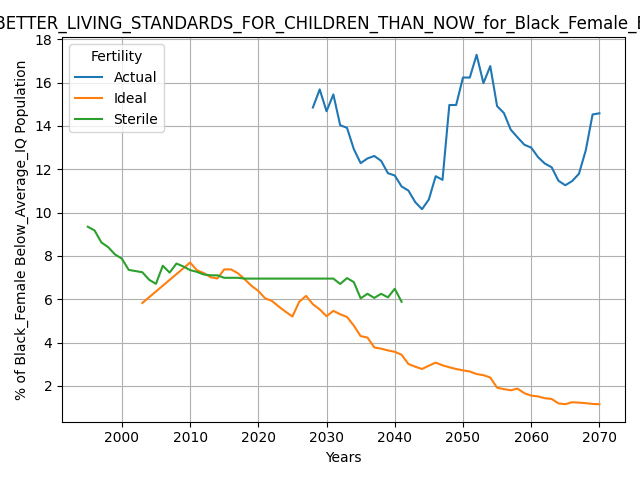 BETTER_LIVING_STANDARDS_FOR_CHILDREN_THAN_NOW_for_Black_Female_B
18
16
14
12
10
8
6
4
2
% of Black_Female Below_Average_IQ Population
Fertility
Actual
Ideal
Sterile
2000 2010 2020 2030 2040 2050 2060 2070
Years